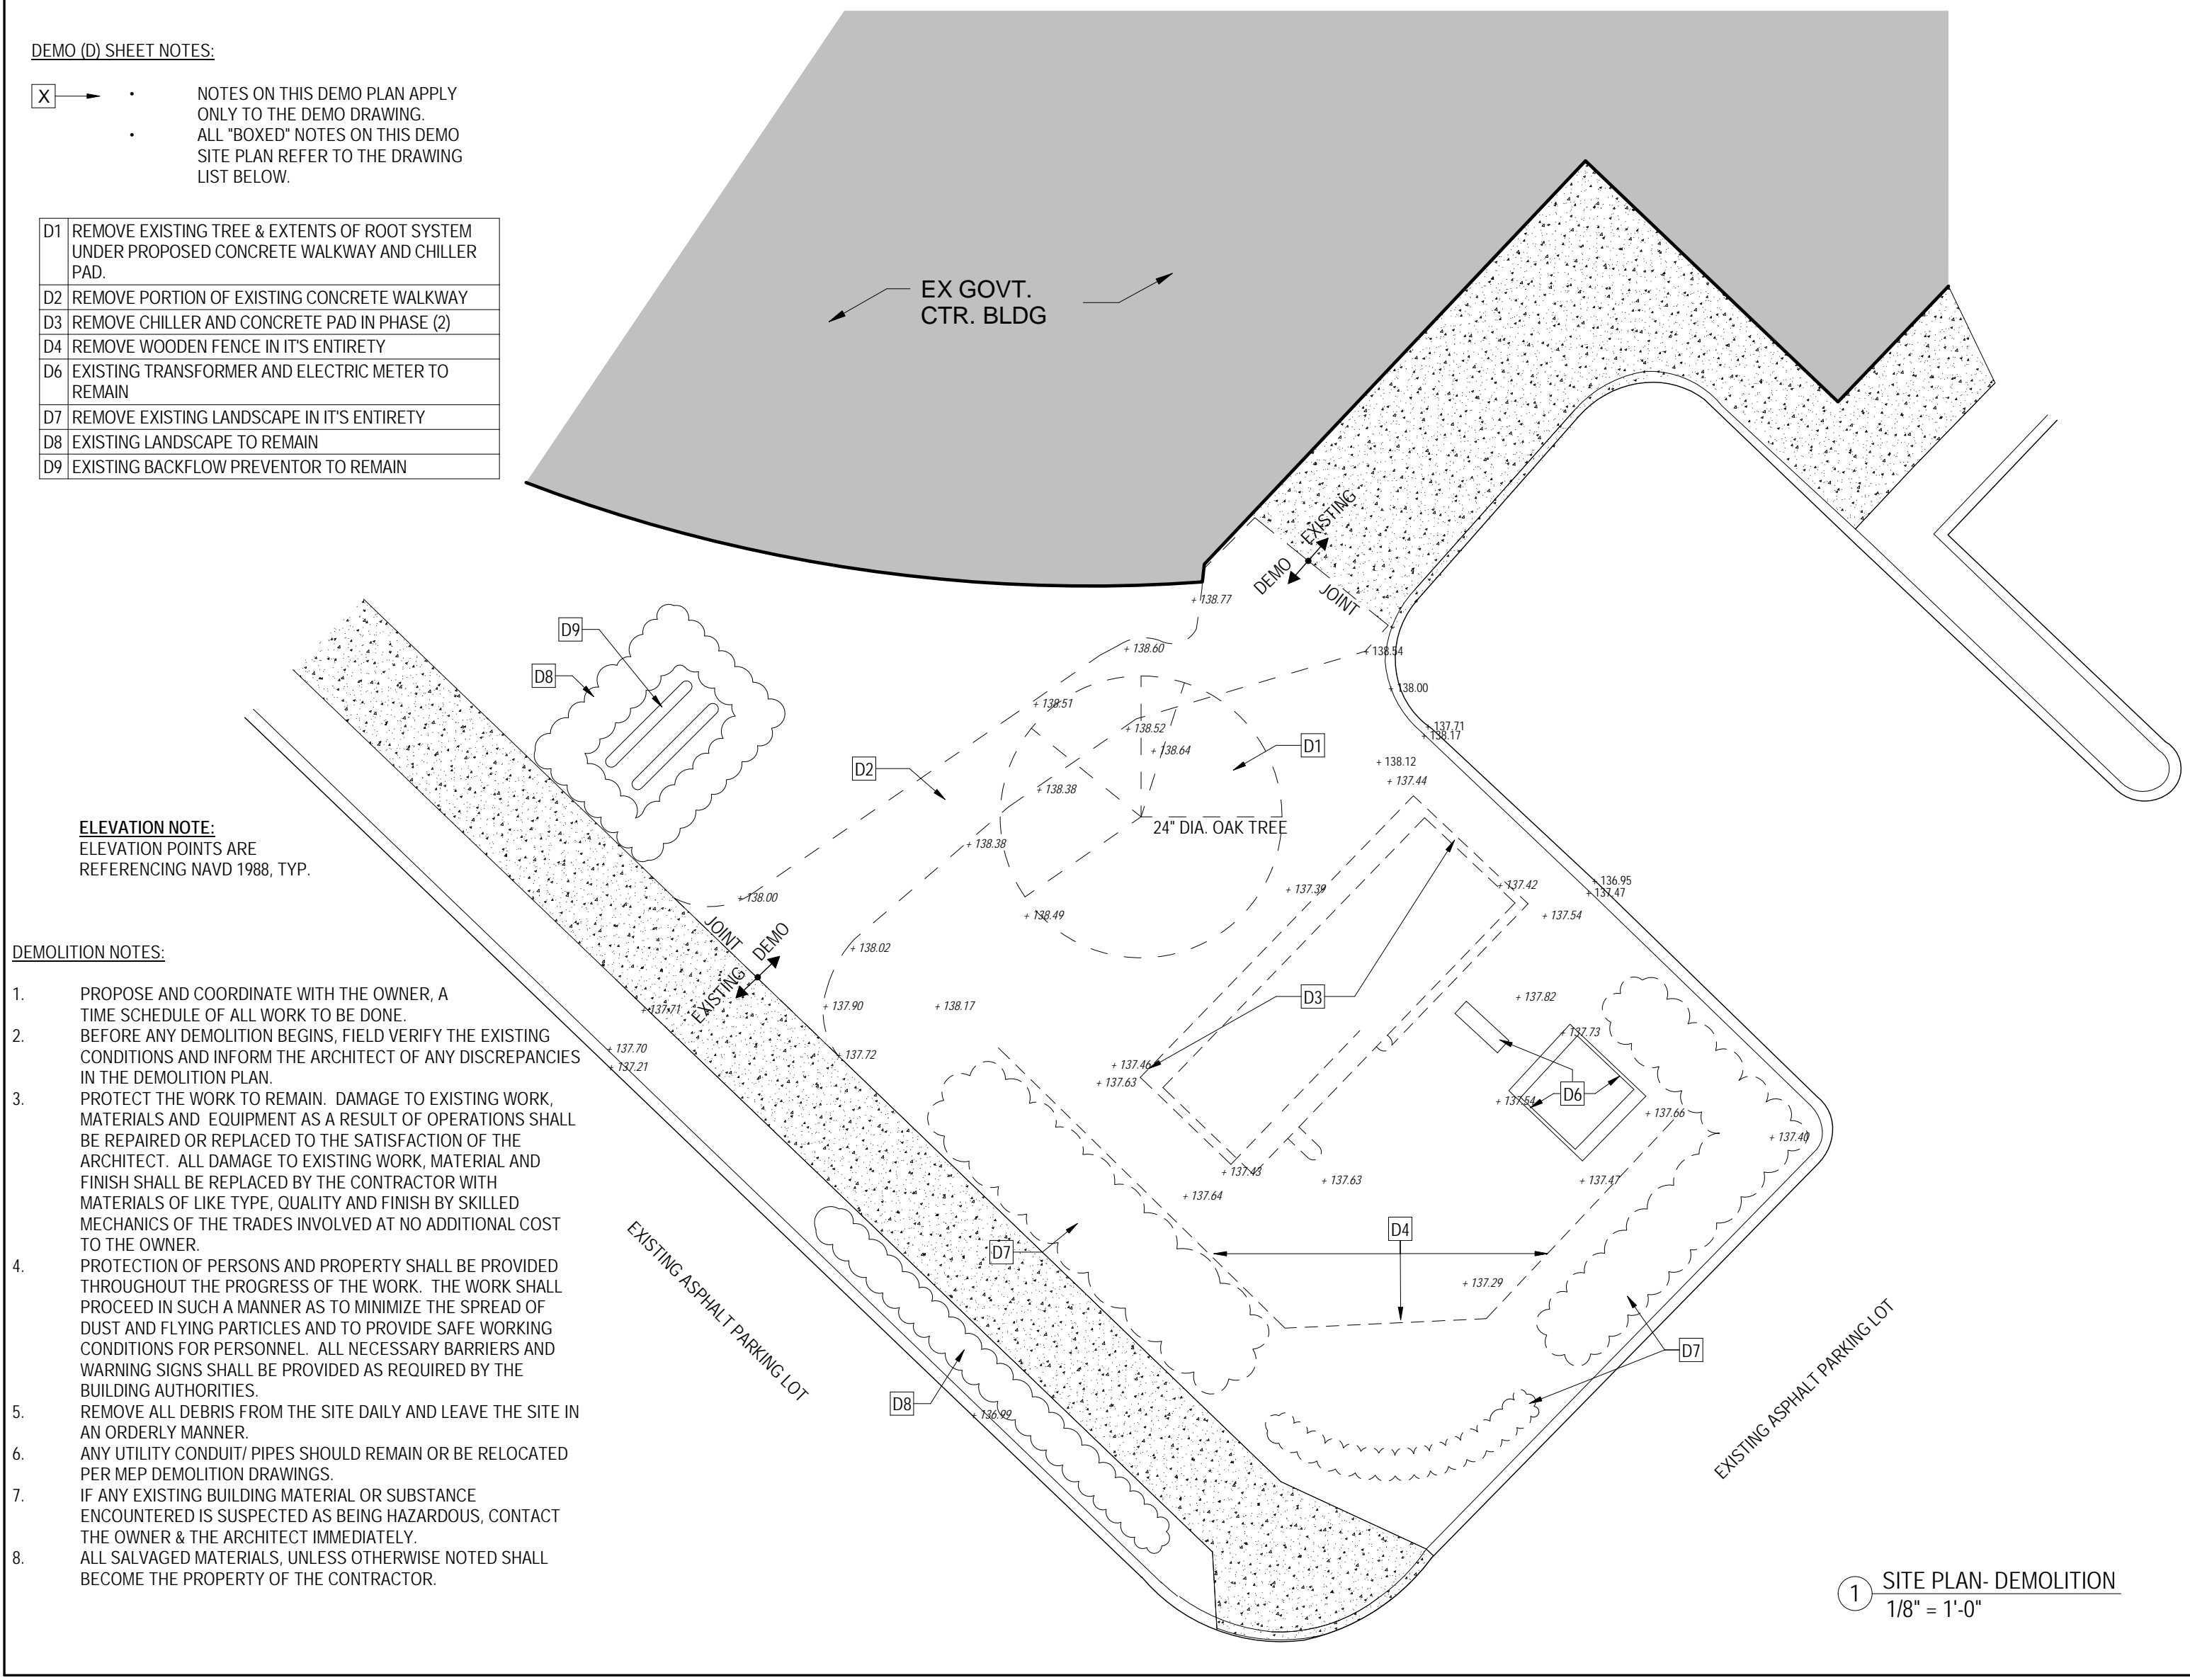 DEMO (D) SHEET NOTES:
X
• NOTES ON THIS DEMO PLAN APPLY
ONLY TO THE DEMO DRAWING.
• ALL "BOXED" NOTES ON THIS DEMO
SITE PLAN REFER TO THE DRAWING
LIST BELOW.
D1 REMOVE EXISTING TREE & EXTENTS OF ROOT SYSTEM
UNDER PROPOSED CONCRETE WALKWAY AND CHILLER
PAD.
D2 REMOVE PORTION OF EXISTING CONCRETE WALKWAY
D3 REMOVE CHILLER AND CONCRETE PAD IN PHASE (2)
D4 REMOVE WOODEN FENCE IN IT'S ENTIRETY
D6 EXISTING TRANSFORMER AND ELECTRIC METER TO
REMAIN
D7 REMOVE EXISTING LANDSCAPE IN IT'S ENTIRETY
D8 EXISTING LANDSCAPE TO REMAIN
D9 EXISTING BACKFLOW PREVENTOR TO REMAIN
ELEVATION NOTE:
ELEVATION POINTS ARE
REFERENCING NAVD 1988, TYP.
DEMOLITION NOTES:
1. PROPOSE AND COORDINATE WITH THE OWNER, A
TIME SCHEDULE OF ALL WORK TO BE DONE.
2. BEFORE ANY DEMOLITION BEGINS, FIELD VERIFY THE EXISTING
CONDITIONS AND INFORM THE ARCHITECT OF ANY DISCREPANCIES
IN THE DEMOLITION PLAN.
3. PROTECT THE WORK TO REMAIN. DAMAGE TO EXISTING WORK,
MATERIALS AND EQUIPMENT AS A RESULT OF OPERATIONS SHALL
BE REPAIRED OR REPLACED TO THE SATISFACTION OF THE
ARCHITECT. ALL DAMAGE TO EXISTING WORK, MATERIAL AND
FINISH SHALL BE REPLACED BY THE CONTRACTOR WITH
MATERIALS OF LIKE TYPE, QUALITY AND FINISH BY SKILLED
MECHANICS OF THE TRADES INVOLVED AT NO ADDITIONAL COST
TO THE OWNER.
4. PROTECTION OF PERSONS AND PROPERTY SHALL BE PROVIDED
THROUGHOUT THE PROGRESS OF THE WORK. THE WORK SHALL
PROCEED IN SUCH A MANNER AS TO MINIMIZE THE SPREAD OF
DUST AND FLYING PARTICLES AND TO PROVIDE SAFE WORKING
CONDITIONS FOR PERSONNEL. ALL NECESSARY BARRIERS AND
WARNING SIGNS SHALL BE PROVIDED AS REQUIRED BY THE
BUILDING AUTHORITIES.
5. REMOVE ALL DEBRIS FROM THE SITE DAILY AND LEAVE THE SITE IN
AN ORDERLY MANNER.
6. ANY UTILITY CONDUIT/ PIPES SHOULD REMAIN OR BE RELOCATED
PER MEP DEMOLITION DRAWINGS.
7. IF ANY EXISTING BUILDING MATERIAL OR SUBSTANCE
ENCOUNTERED IS SUSPECTED AS BEING HAZARDOUS, CONTACT
THE OWNER & THE ARCHITECT IMMEDIATELY.
8. ALL SALVAGED MATERIALS, UNLESS OTHERWISE NOTED SHALL
BECOME THE PROPERTY OF THE CONTRACTOR.
EX GOVT.
CTR. BLDG
EXISTING
DEMO
JOINT
+ 138.77
D9
+ 138.60
+ 138.54
D8
+ 138.00
+ 138.51
+ 137.71
+ 138.52
+ 138.17
+ 138.64
D1
+ 138.12
D2
+ 137.44
+ 138.38
24" DIA. OAK TREE
+ 138.38
+ 136.95
+ 137.42
+ 137.39
+ 137.47
+ 138.00
+ 138.49
+ 137.54
JOINT
DEMO
EXISTING
+ 138.02
D3
+ 137.82
+ 137.90
+ 138.17
+ 137.71
+ 137.73
+ 137.70
+ 137.72
+ 137.46
+ 137.21
+ 137.63
D6
+ 137.54
+ 137.66
+ 137.40
+ 137.43
+ 137.63
+ 137.47
+ 137.64
D4
D7
+ 137.29
EXISTING ASPHALT PARKING LOT
D7
D8
+ 136.99
EXISTING ASPHALT PARKING LOT
1 SITE PLAN- DEMOLITION
1/8" = 1'-0"